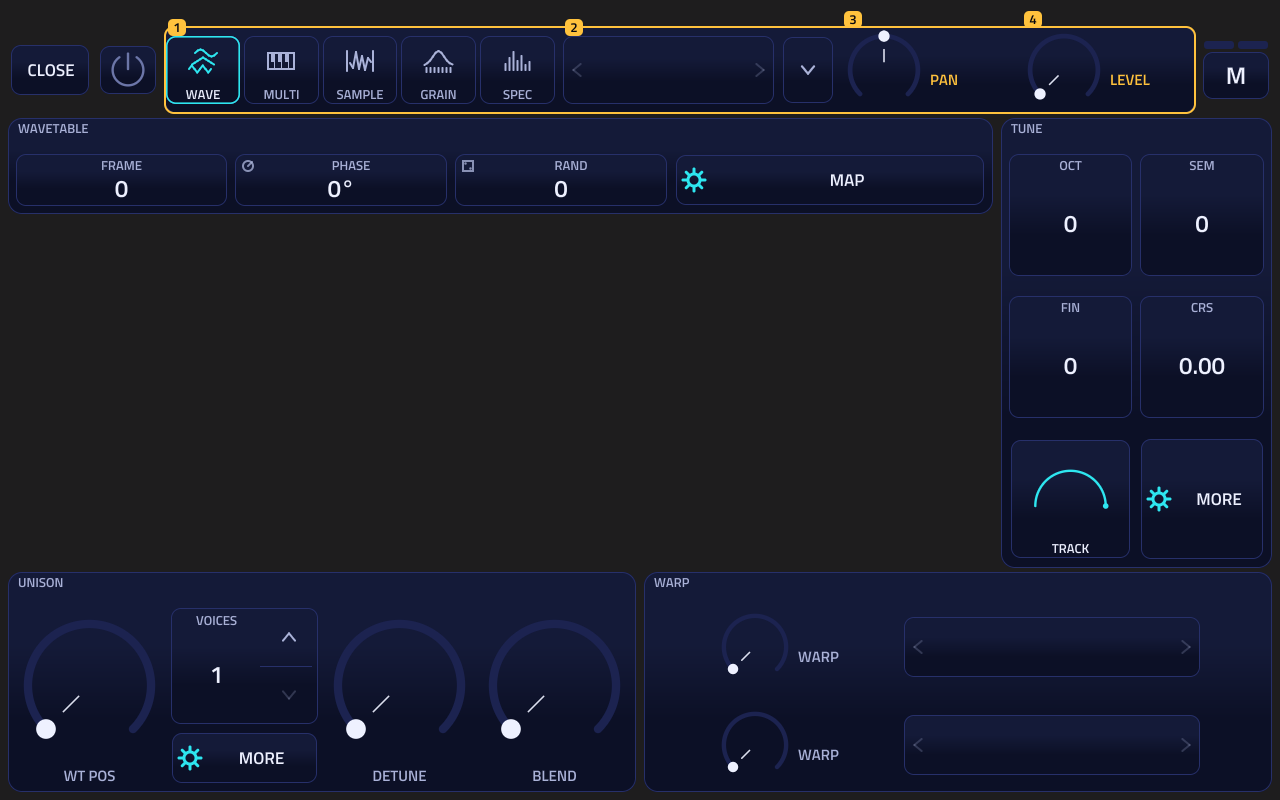 1
2
3
4
CLOSE
WAVE
MULTI
SAMPLE
GRAIN
SPEC
PAN
LEVEL
M
WAVETABLE
FRAME
0
PHASE
0°
RAND
0
MAP
TUNE
OCT
0
SEM
0
FIN
0
CRS
0.00
TRACK
MORE
UNISON
WT POS
VOICES
1
MORE
DETUNE
BLEND
WARP
WARP
WARP